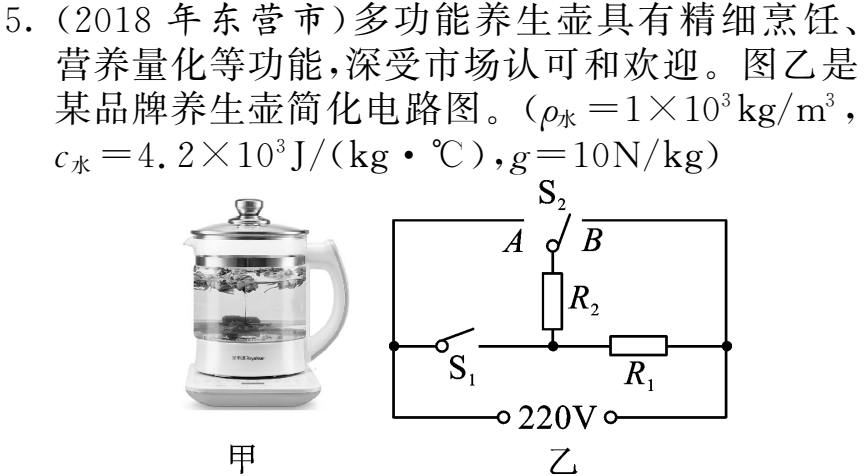 5. (2018 年东营市)多功能养生壶具有精细烹饪、
营养量化等功能,深受市场认可和欢迎。图乙是
某品牌养生壶简化电路图。(ρ水=1×10³kg/m³,
c水=4.2×10³J/(kg·℃),g=10N/kg)
S₂
A B
R₂
S₁
R₁
220V
甲 乙